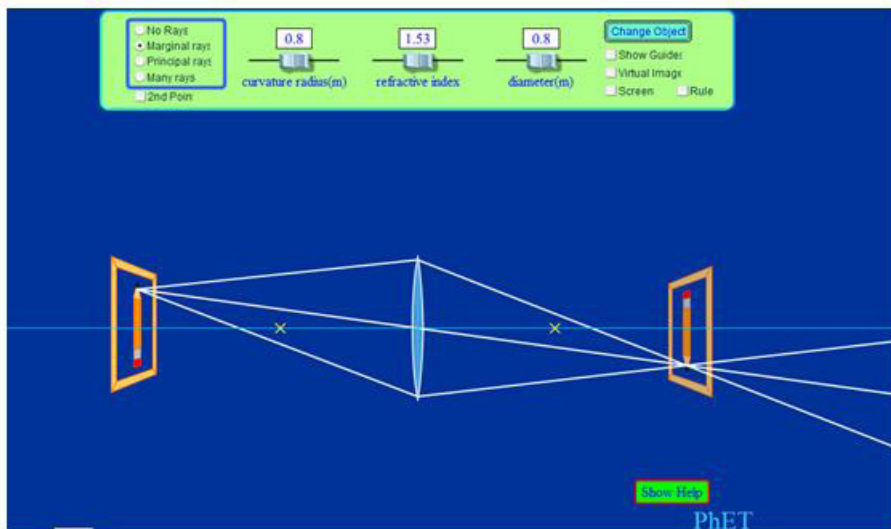 No Rays
Marginal rays
Principal rays
Many rays
2nd Poin
0.8
curvature radius(m)
1.53
refractive index
0.8
diameter(m)
Change Object
Show Guides
Virtual Image
Screen
Rule
Show Help
PhET